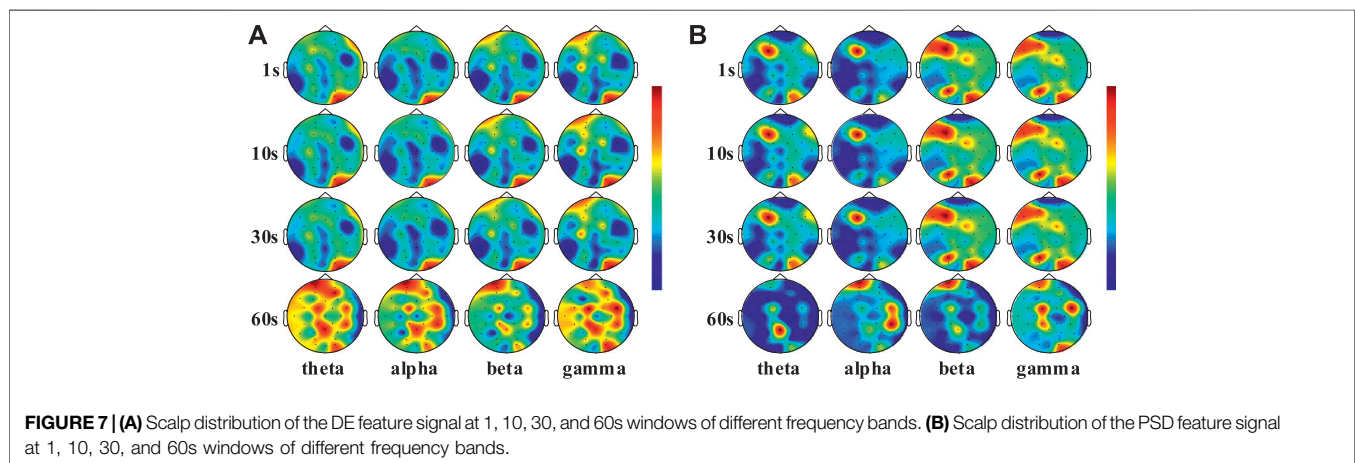 A
B
1s
1s
10s
10s
30s
30s
60s
60s
theta alpha beta gamma
theta alpha beta gamma
FIGURE 7 | (A) Scalp distribution of the DE feature signal at 1, 10, 30, and 60s windows of different frequency bands. (B) Scalp distribution of the PSD feature signal
at 1, 10, 30, and 60s windows of different frequency bands.